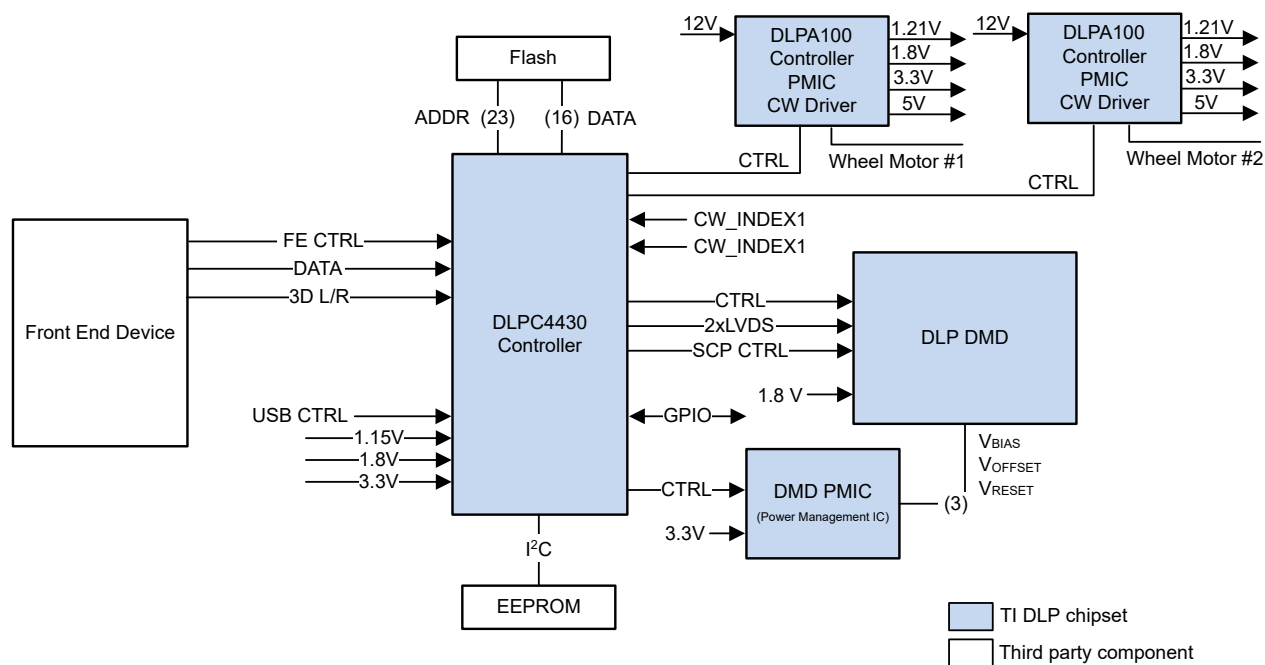 12V
DLPA100
Controller
PMIC
CW Driver
1.21V
1.8V
3.3V
5V
12V
DLPA100
Controller
PMIC
CW Driver
1.21V
1.8V
3.3V
5V
Flash
ADDR (23) (16) DATA
CTRL
Wheel Motor #1
CTRL
Wheel Motor #2
Front End Device
FE CTRL
DATA
3D L/R
USB CTRL
1.15V
1.8V
3.3V
DLPC4430
Controller
CW_INDEX1
CW_INDEX1
CTRL
2xLVDS
SCP CTRL
1.8 V
DLP DMD
GPIO
CTRL
3.3V
DMD PMIC
(Power Management IC)
(3)
VBIAS
VOFFSET
VRESET
I²C
EEPROM
TI DLP chipset
Third party component